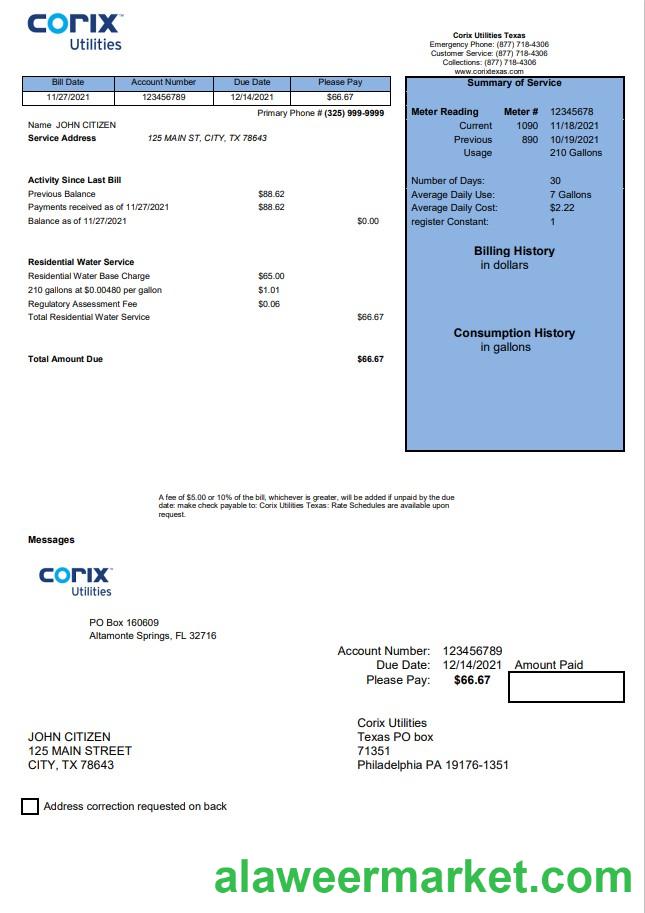 CORIX™
Utilities
Corix Utilities Texas
Emergency Phone: (877) 718-4306
Customer Service: (877) 718-4306
Collections: (877) 718-4306
www.corixtexas.com
Bill Date Account Number Due Date Please Pay
11/27/2021 123456789 12/14/2021 $66.67
Primary Phone # (325) 999-9999
Name JOHN CITIZEN
Service Address 125 MAIN ST, CITY, TX 78643
Activity Since Last Bill
Previous Balance $88.62
Payments received as of 11/27/2021 $88.62
Balance as of 11/27/2021 $0.00
Residential Water Service
Residential Water Base Charge $65.00
210 gallons at $0.00480 per gallon $1.01
Regulatory Assessment Fee $0.06
Total Residential Water Service $66.67
Total Amount Due $66.67
Summary of Service
Meter Reading Meter # 12345678
Current 1090 11/18/2021
Previous 890 10/19/2021
Usage 210 Gallons
Number of Days: 30
Average Daily Use: 7 Gallons
Average Daily Cost: $2.22
register Constant: 1
Billing History
in dollars
Consumption History
in gallons
A fee of $5.00 or 10% of the bill, whichever is greater, will be added if unpaid by the due
date: make check payable to: Corix Utilities Texas: Rate Schedules are available upon
request.
Messages
CORIX™
Utilities
PO Box 160609
Altamonte Springs, FL 32716
Account Number: 123456789
Due Date: 12/14/2021 Amount Paid
Please Pay: $66.67
JOHN CITIZEN
125 MAIN STREET
CITY, TX 78643
Corix Utilities
Texas PO box
71351
Philadelphia PA 19176-1351
Address correction requested on back
alaweermarket.com